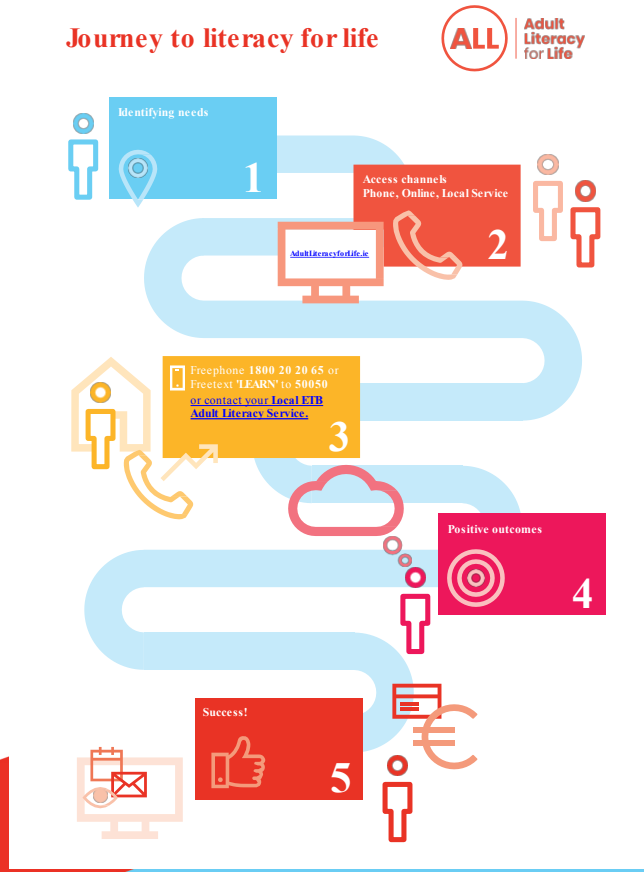 Journey to literacy for life
ALL
Adult
Literacy
for Life
Identifying needs
1
Access channels
Phone, Online, Local Service
2
AdultLiteracyforLife.ie
Freephone 1800 20 20 65 or
Freetext 'LEARN' to 50050
or contact your Local ETB
Adult Literacy Service.
3
Positive outcomes
4
Success!
5